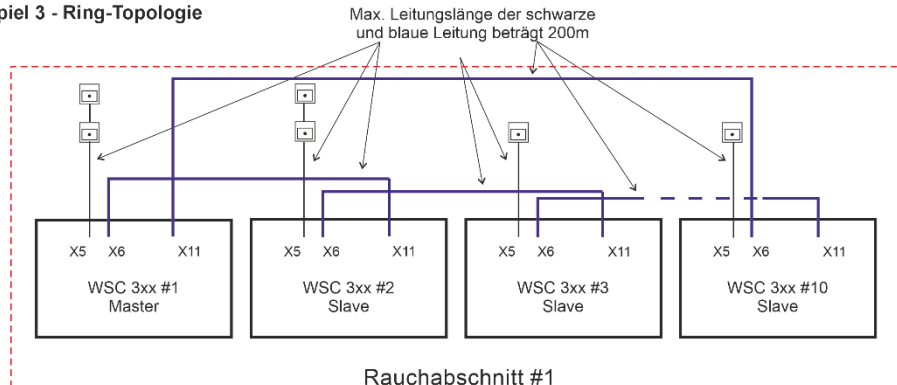 piel 3 - Ring-Topologie
Max. Leitungslänge der schwarze
und blaue Leitung beträgt 200m
X5 X6 X11
WSC 3xx #1
Master
X5 X6 X11
WSC 3xx #2
Slave
X5 X6 X11
WSC 3xx #3
Slave
X5 X6 X11
WSC 3xx #10
Slave
Rauchabschnitt #1